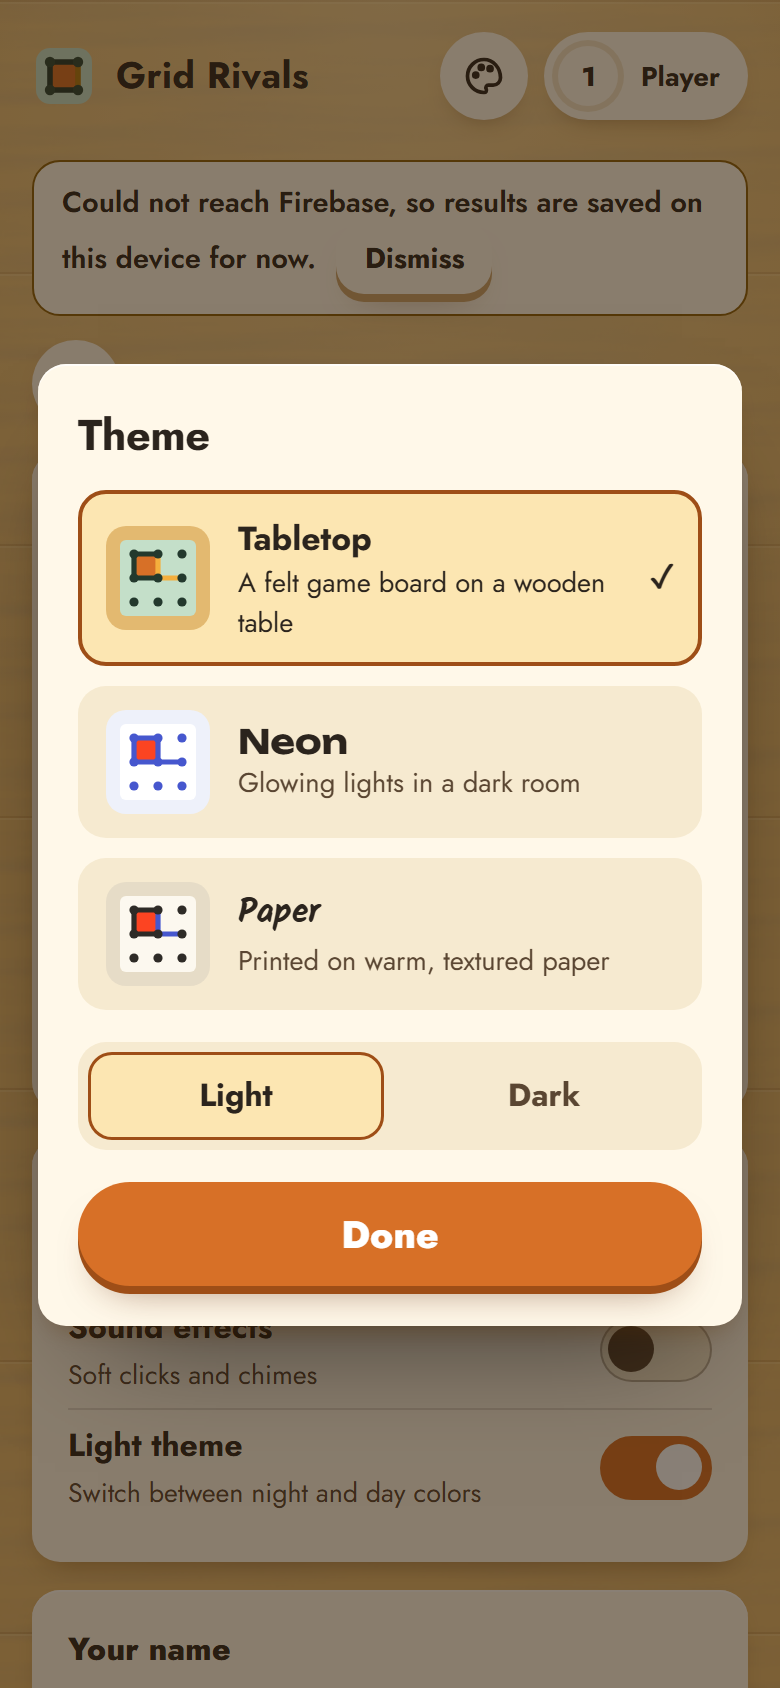 Grid Rivals
1 Player
Could not reach Firebase, so results are saved on
this device for now. Dismiss
Theme
Tabletop
A felt game board on a wooden
table
✓
Neon
Glowing lights in a dark room
Paper
Printed on warm, textured paper
Light Dark
Done
Sound effects
Soft clicks and chimes
Light theme
Switch between night and day colors
Your name